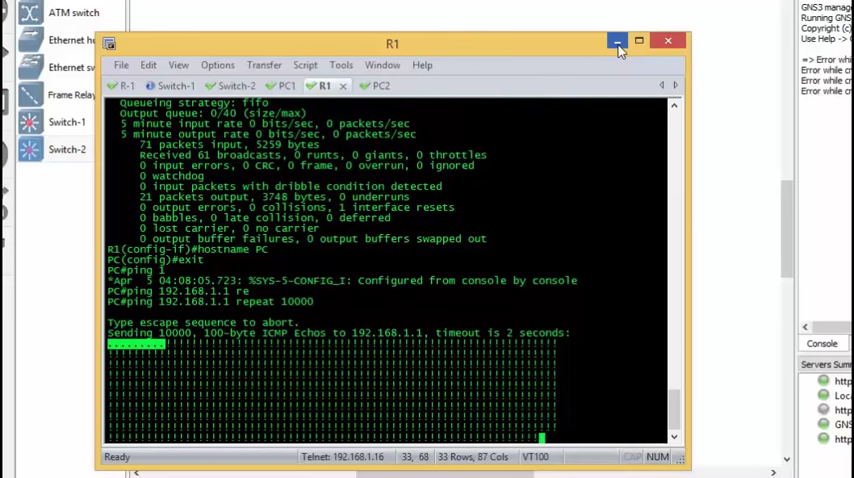 ATM switch
Ethernet hu
Ethernet sw
Frame Relay
Switch-1
Switch-2
R1
File Edit View Options Transfer Script Tools Window Help
R-1 Switch-1 Switch-2 PC1 R1 PC2
Queueing strategy: fifo
Output queue: 0/40 (size/max)
5 minute input rate 0 bits/sec, 0 packets/sec
5 minute output rate 0 bits/sec, 0 packets/sec
71 packets input, 5259 bytes
Received 61 broadcasts, 0 runts, 0 giants, 0 throttles
0 input errors, 0 CRC, 0 frame, 0 overrun, 0 ignored
0 watchdog
0 input packets with dribble condition detected
21 packets output, 3748 bytes, 0 underruns
0 output errors, 0 collisions, 1 interface resets
0 babbles, 0 late collision, 0 deferred
0 lost carrier, 0 no carrier
0 output buffer failures, 0 output buffers swapped out
R1(config-if)#hostname PC
PC(config)#exit
PC#ping 1
*Apr  5 04:08:05.723: %SYS-5-CONFIG_I: Configured from console by console
PC#ping 192.168.1.1 re
PC#ping 192.168.1.1 repeat 10000
Type escape sequence to abort.
Sending 10000, 100-byte ICMP Echos to 192.168.1.1, timeout is 2 seconds:
Ready Telnet: 192.168.1.16 33, 68 33 Rows, 87 Cols VT100 CAP NUM
GNS3 manag
Running GNS
Copyright (c)
Use Help ->
=> Error whi
Error while cr
Error while cr
Console
Servers Summ
http
Loca
http
GNS
http